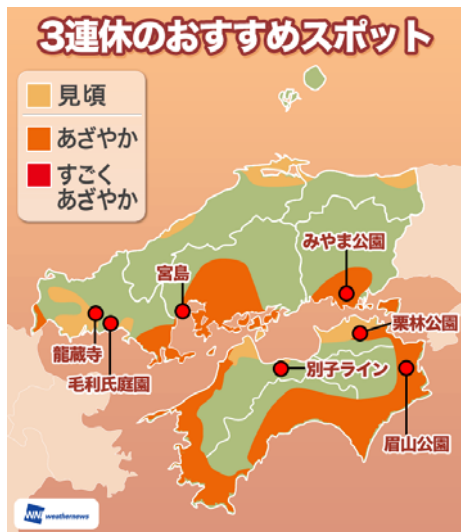 3連休のおすすめスポット
見頃
あざやか
すごく
あざやか
みやま公園
宮島
栗林公園
龍蔵寺
別子ライン
毛利氏庭園
眉山公園
WN weathernews